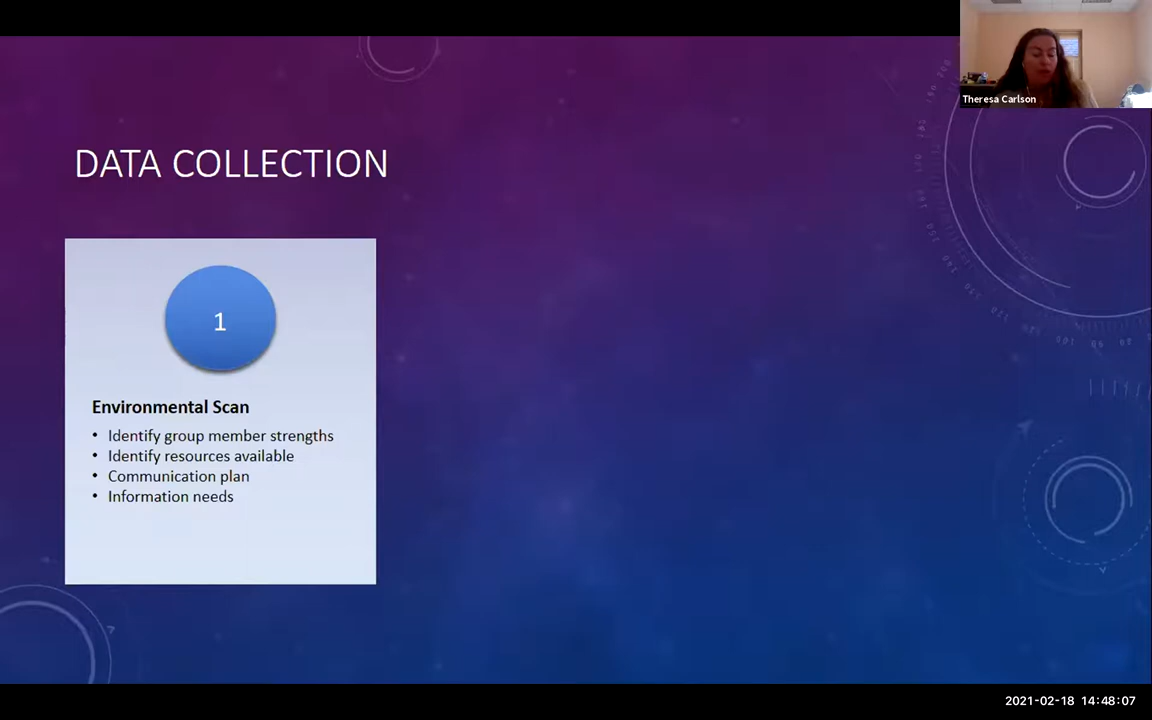 Theresa Carlson
DATA COLLECTION
1
Environmental Scan
• Identify group member strengths
• Identify resources available
• Communication plan
• Information needs
2021-02-18 14:48:07